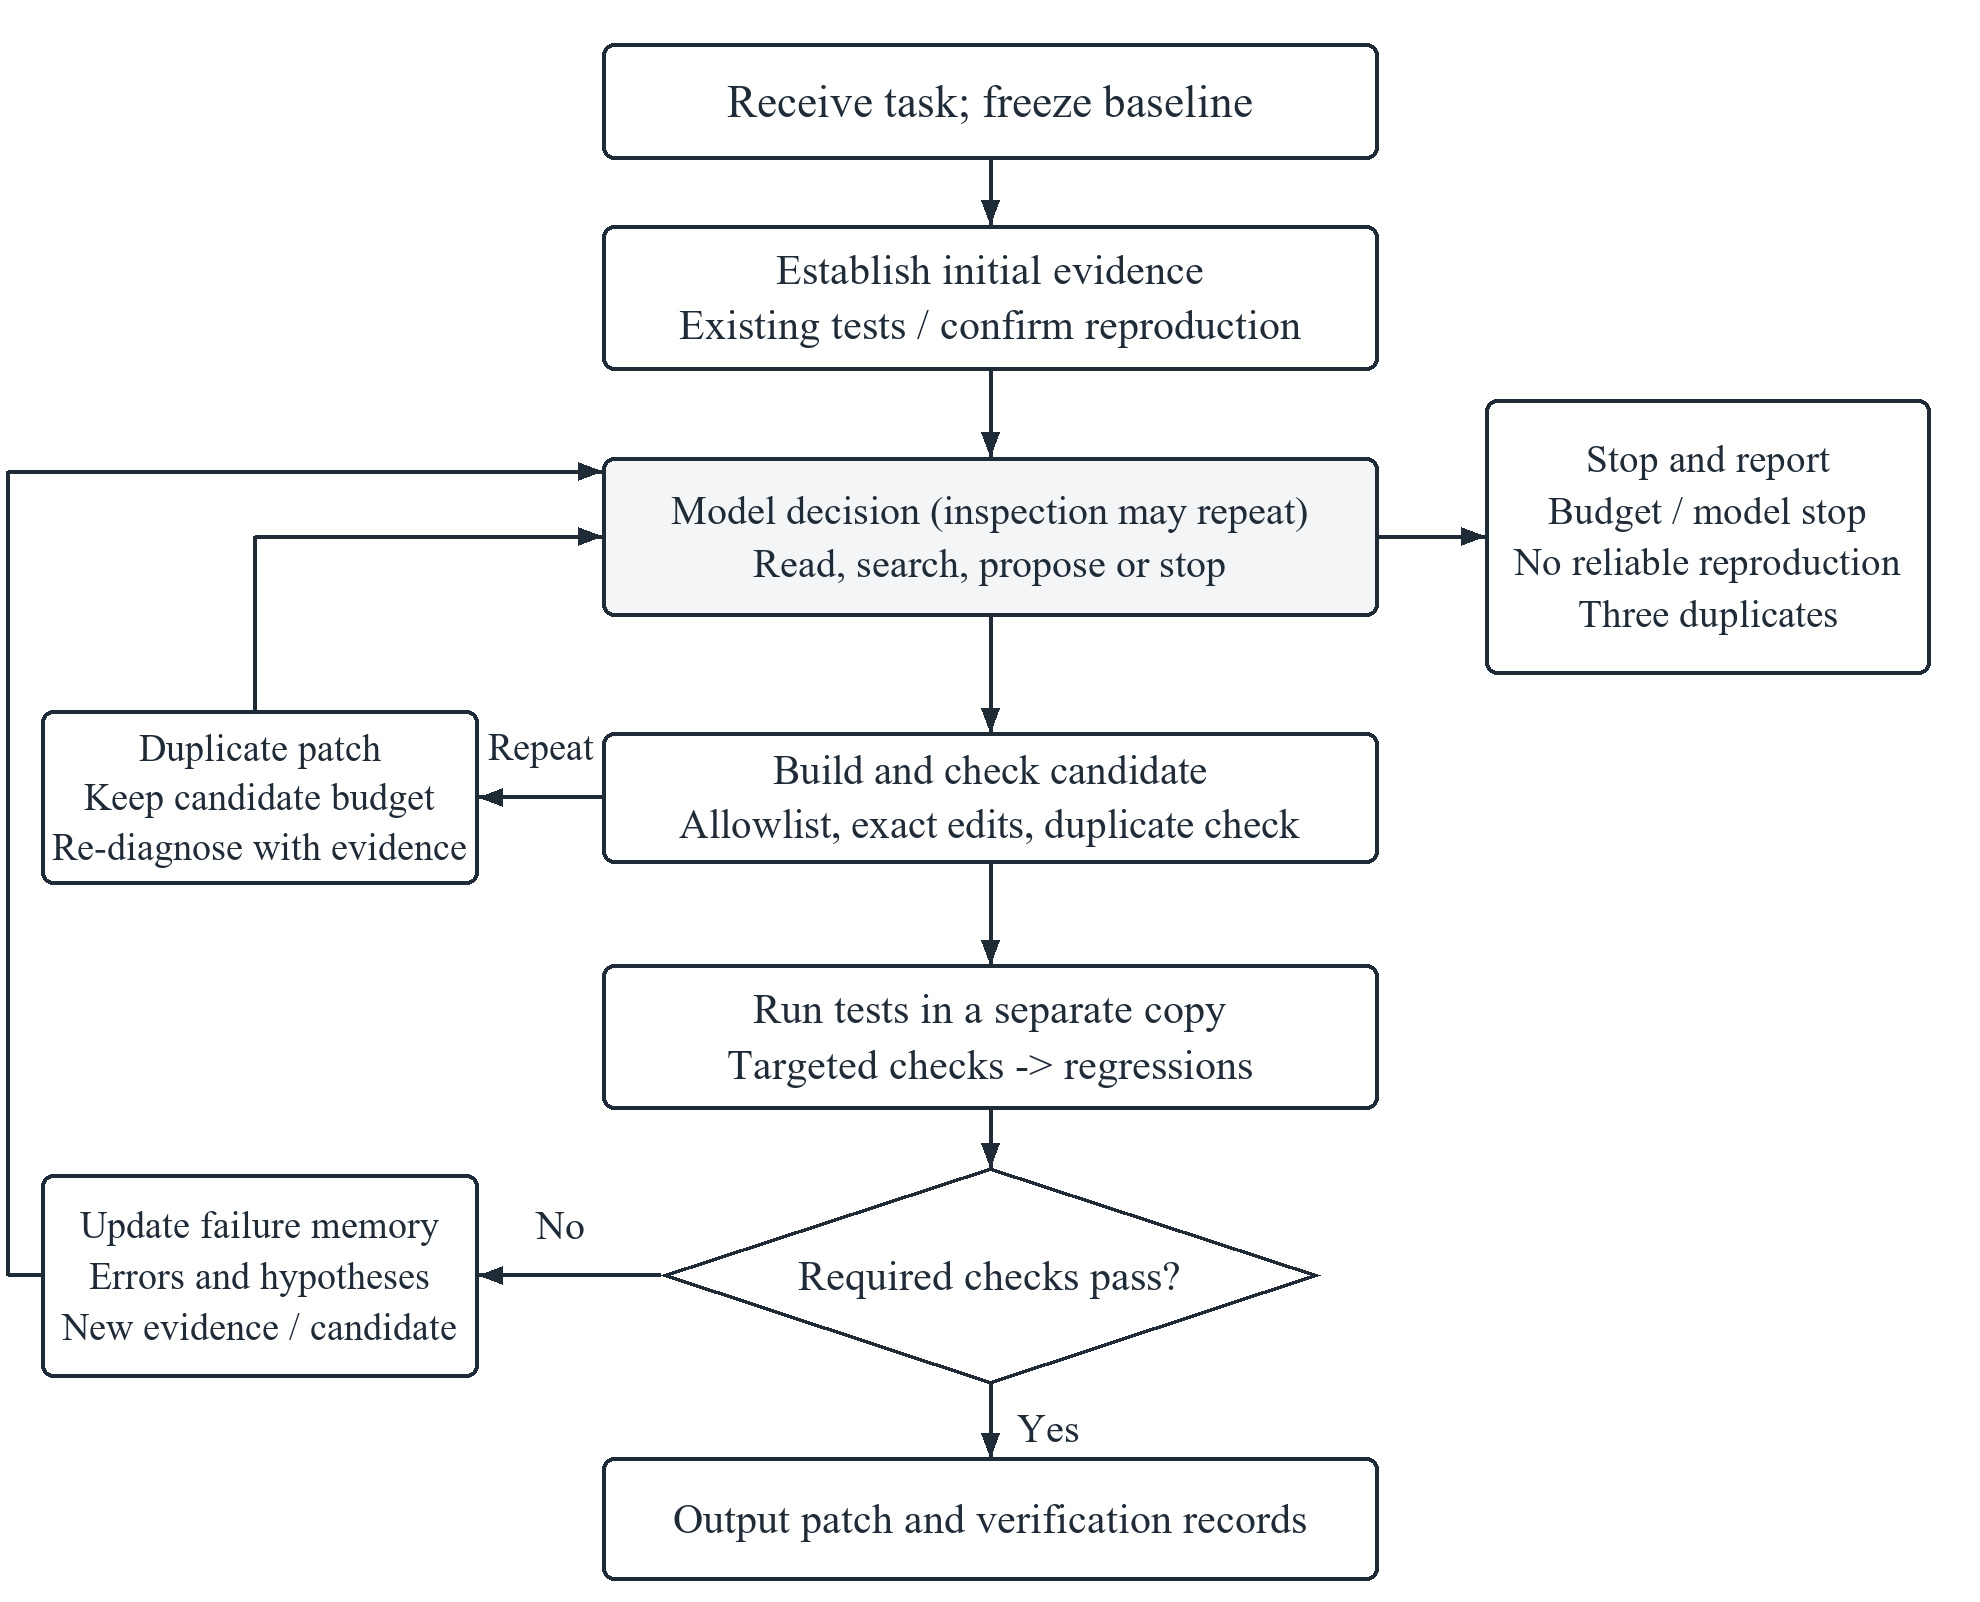 Receive task; freeze baseline
Establish initial evidence
Existing tests / confirm reproduction
Model decision (inspection may repeat)
Read, search, propose or stop
Stop and report
Budget / model stop
No reliable reproduction
Three duplicates
Duplicate patch
Keep candidate budget
Re-diagnose with evidence
Repeat
Build and check candidate
Allowlist, exact edits, duplicate check
Run tests in a separate copy
Targeted checks -> regressions
Update failure memory
Errors and hypotheses
New evidence / candidate
No
Required checks pass?
Yes
Output patch and verification records